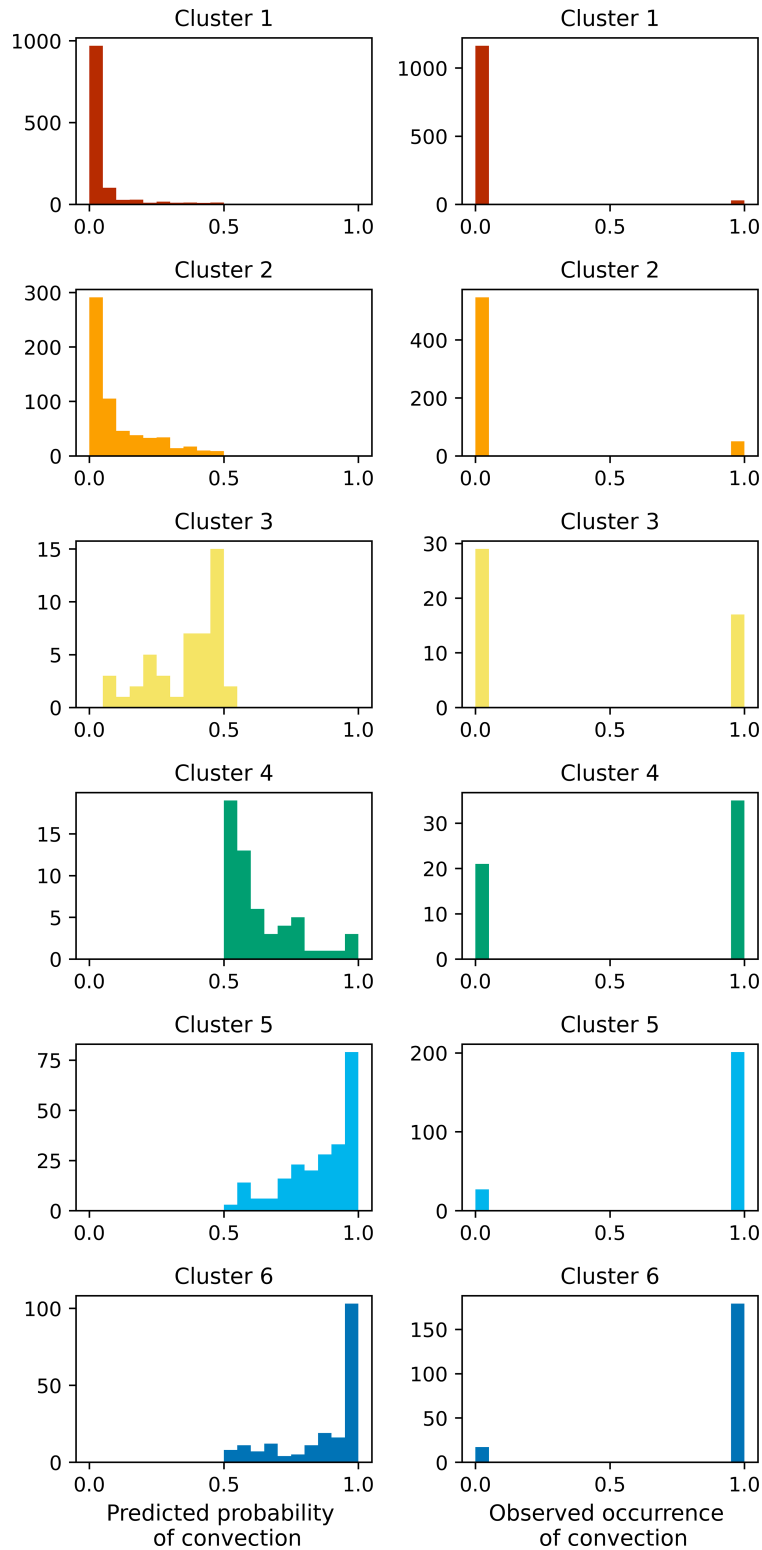 Cluster 1
Cluster 1
1000
500
0
0.0 0.5 1.0
1000
500
0
0.0 0.5 1.0
Cluster 2
Cluster 2
300
200
100
0
0.0 0.5 1.0
400
200
0
0.0 0.5 1.0
Cluster 3
Cluster 3
15
10
5
0
0.0 0.5 1.0
30
20
10
0
0.0 0.5 1.0
Cluster 4
Cluster 4
15
10
5
0
0.0 0.5 1.0
30
20
10
0
0.0 0.5 1.0
Cluster 5
Cluster 5
75
50
25
0
0.0 0.5 1.0
200
100
0
0.0 0.5 1.0
Cluster 6
Cluster 6
100
50
0
0.0 0.5 1.0
Predicted probability
of convection
150
100
50
0
0.0 0.5 1.0
Observed occurrence
of convection